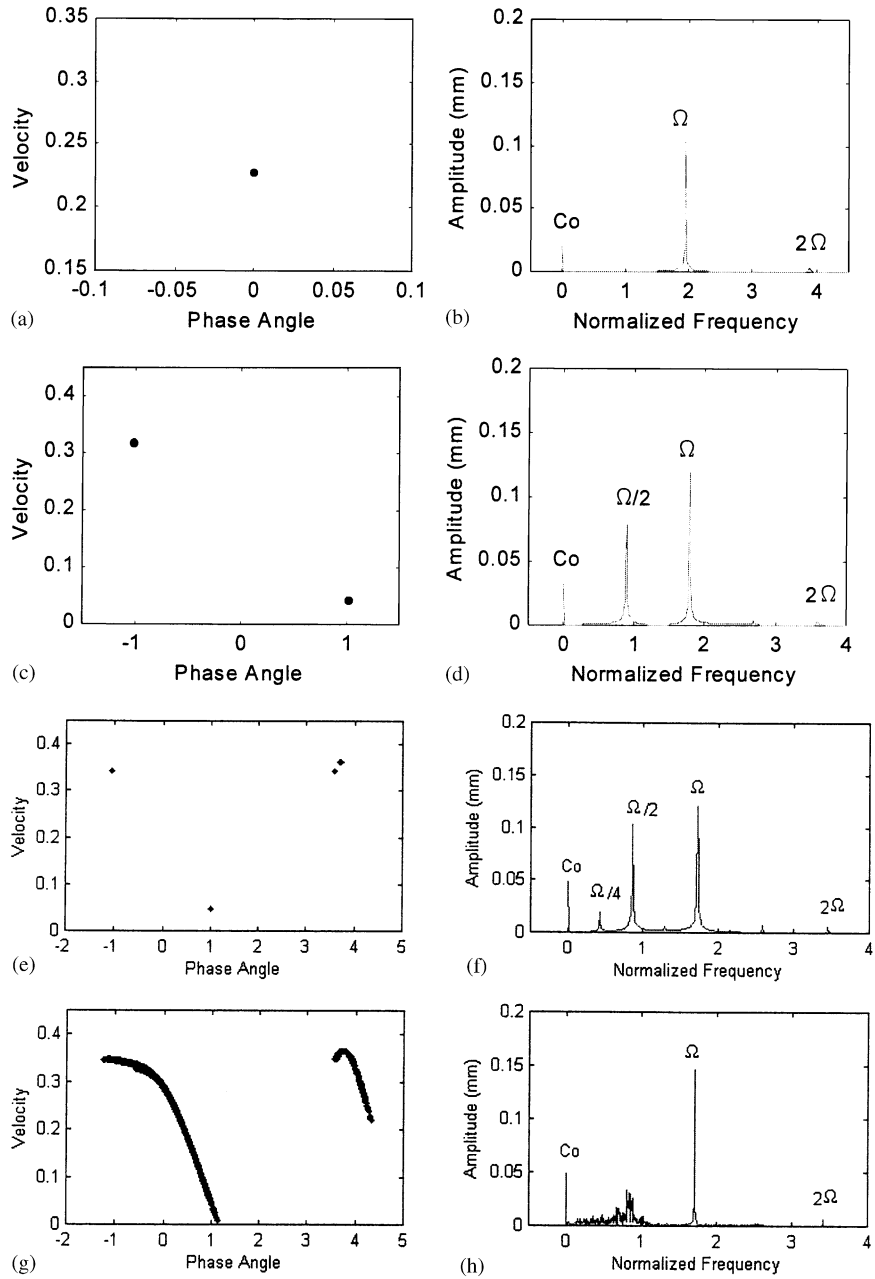 0.35
0.3
0.25
0.2
0.15
-0.1 -0.05 0 0.05 0.1
Velocity
Phase Angle
(a)
0.2
0.15
0.1
0.05
0
0 1 2 3 4
Amplitude (mm)
Co
Ω
2Ω
Normalized Frequency
(b)
0.4
0.3
0.2
0.1
0
-1 0 1
Velocity
Phase Angle
(c)
0.2
0.15
0.1
0.05
0
0 1 2 3 4
Amplitude (mm)
Co
Ω/2
Ω
2Ω
Normalized Frequency
(d)
0.4
0.3
0.2
0.1
0
-2 -1 0 1 2 3 4 5
Velocity
Phase Angle
(e)
0.2
0.15
0.1
0.05
0
0 1 2 3 4
Amplitude (mm)
Co
Ω/4
Ω/2
Ω
2Ω
Normalized Frequency
(f)
0.4
0.3
0.2
0.1
0
-2 -1 0 1 2 3 4 5
Velocity
Phase Angle
(g)
0.2
0.15
0.1
0.05
0
0 1 2 3 4
Amplitude (mm)
Co
Ω
2Ω
Normalized Frequency
(h)